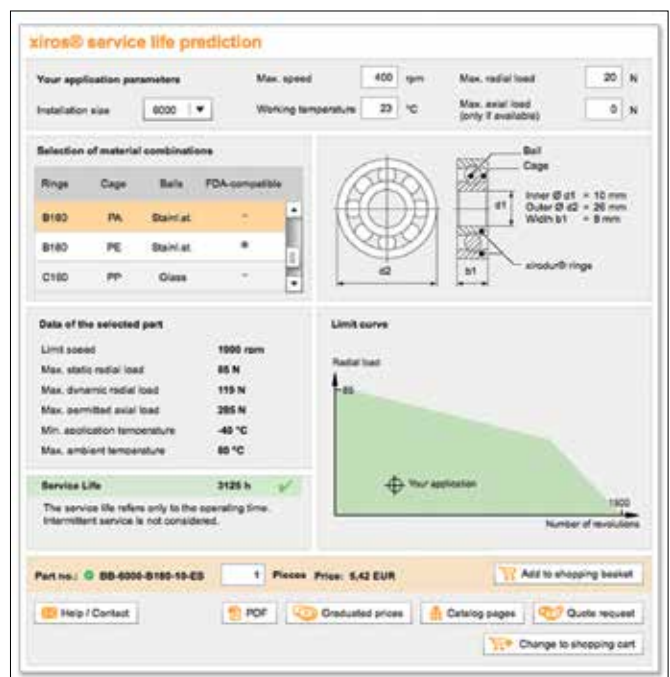 xiros® service life prediction
Your application parameters
Max. speed 400 rpm
Max. radial load 20 N
Installation size 6000
Working temperature 23 °C
Max. axial load (only if available) 0 N
Selection of material combinations
Rings Cage Balls FDA-compatible
B180 PA Stainl.st. -
B180 PE Stainl.st.
C160 PP Glass -
Ball
Cage
Inner Ø d1 = 10 mm
Outer Ø d2 = 26 mm
Width b1 = 8 mm
xirodur® rings
d1
d2
b1
Data of the selected part
Limit speed 1900 rpm
Max. static radial load 85 N
Max. dynamic radial load 115 N
Max. permitted axial load 285 N
Min. application temperature -40 °C
Max. ambient temperature 80 °C
Service Life 3125 h
The service life refers only to the operating time.
Intermittent service is not considered.
Limit curve
Radial load
85
Your application
1900
Number of revolutions
Part no.: BB-6000-B180-10-ES 1 Pieces Price: 5,42 EUR
Add to shopping basket
Help / Contact
PDF
Graduated prices
Catalog pages
Quote request
Change to shopping cart